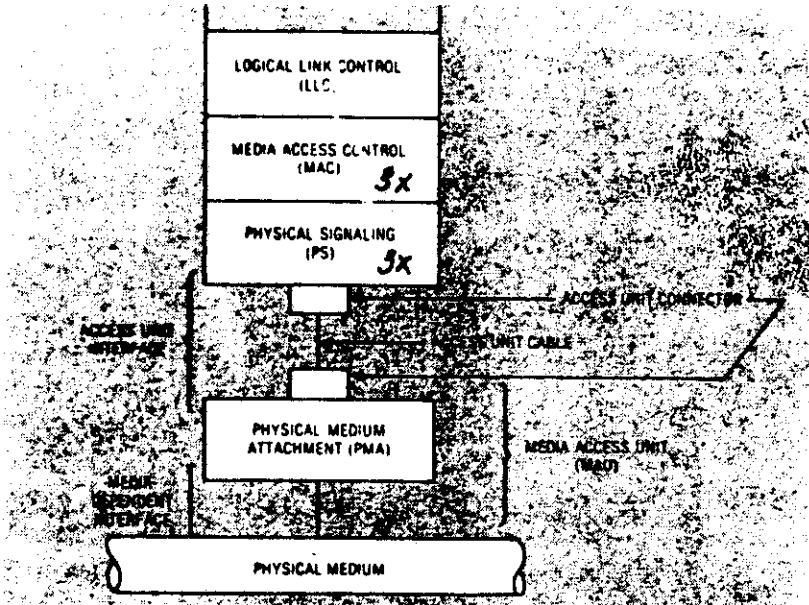 LOGICAL LINK CONTROL
(LLC)
MEDIA ACCESS CONTROL
(MAC)
3x
PHYSICAL SIGNALING
(PS)
3x
ACCESS UNIT CONNECTOR
ACCESS UNIT
INTERFACE
ACCESS UNIT CABLE
PHYSICAL MEDIUM
ATTACHMENT (PMA)
MEDIA ACCESS UNIT
(MAU)
MEDIA
DEPENDENT
INTERFACE
PHYSICAL MEDIUM